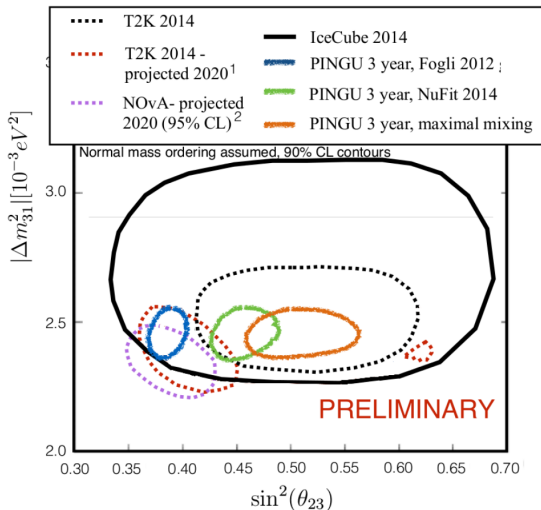 T2K 2014
T2K 2014 -
projected 2020¹
NOvA- projected
2020 (95% CL)²
IceCube 2014
PINGU 3 year, Fogli 2012
PINGU 3 year, NuFit 2014
PINGU 3 year, maximal mixing
Normal mass ordering assumed, 90% CL contours
|Δm²₃₁|[10⁻³eV²]
3.0
2.5
2.0
PRELIMINARY
0.30 0.35 0.40 0.45 0.50 0.55 0.60 0.65 0.70
sin²(θ₂₃)